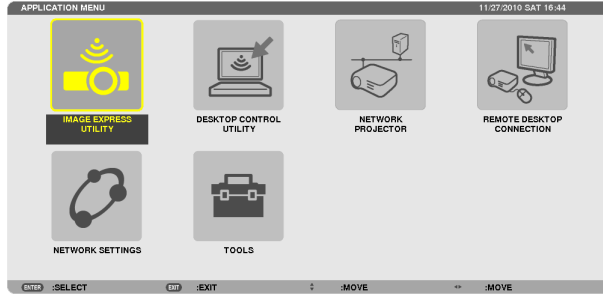 APPLICATION MENU 11/27/2010 SAT 16:44
IMAGE EXPRESS
UTILITY
DESKTOP CONTROL
UTILITY
NETWORK
PROJECTOR
REMOTE DESKTOP
CONNECTION
NETWORK SETTINGS
TOOLS
ENTER :SELECT EXIT :EXIT :MOVE :MOVE